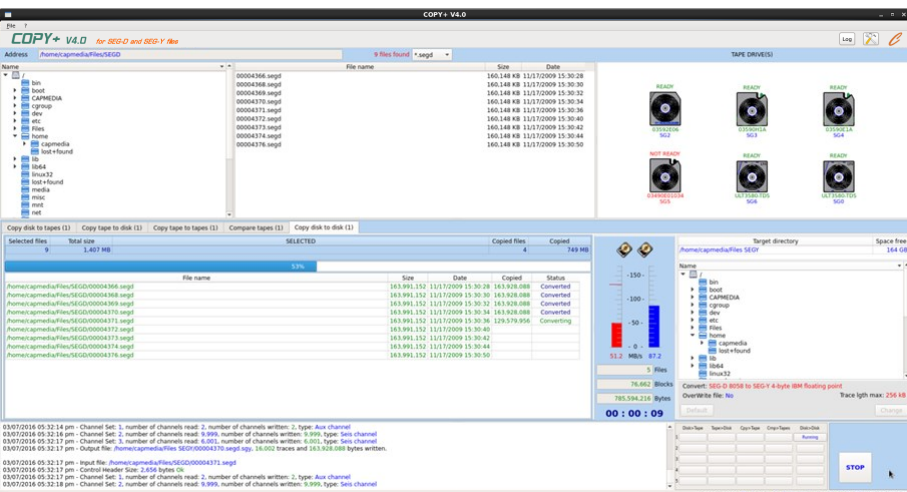 COPY+ V4.0
File ?
COPY+ V4.0 for SEG-D and SEG-Y files
Log
Address /home/capmedia/Files/SEGD 9 files found *.segd TAPE DRIVE(S)
Name File name Size Date
/
bin
boot
CAPMEDIA
cgroup
dev
etc
Files
home
capmedia
lost+found
lib
lib64
linux32
lost+found
media
misc
mnt
net
00004366.segd 160,148 KB 11/17/2009 15:30:28
00004368.segd 160,148 KB 11/17/2009 15:30:30
00004369.segd 160,148 KB 11/17/2009 15:30:32
00004370.segd 160,148 KB 11/17/2009 15:30:34
00004371.segd 160,148 KB 11/17/2009 15:30:36
00004372.segd 160,148 KB 11/17/2009 15:30:40
00004373.segd 160,148 KB 11/17/2009 15:30:42
00004374.segd 160,148 KB 11/17/2009 15:30:44
00004376.segd 160,148 KB 11/17/2009 15:30:50
READY READY READY
03592E06 03590H1A 03590E1A
SG2 SG3 SG4
NOT READY READY READY
ULT3580-TD5 ULT3580-TD5
SG5 SG6 SG0
Copy disk to tapes (1) Copy tape to disk (1) Copy tape to tapes (1) Compare tapes (1) Copy disk to disk (1)
Selected files Total size SELECTED Copied files Copied
9 1,407 MB 4 749 MB
53%
File name Size Date Copied Status
/home/capmedia/Files/SEGD/00004366.segd 163,991,152 11/17/2009 15:30:28 163,928,088 Converted
/home/capmedia/Files/SEGD/00004368.segd 163,991,152 11/17/2009 15:30:30 163,928,088 Converted
/home/capmedia/Files/SEGD/00004369.segd 163,991,152 11/17/2009 15:30:32 163,928,088 Converted
/home/capmedia/Files/SEGD/00004370.segd 163,991,152 11/17/2009 15:30:34 163,928,088 Converted
/home/capmedia/Files/SEGD/00004371.segd 163,991,152 11/17/2009 15:30:36 129,579,956 Converting
/home/capmedia/Files/SEGD/00004372.segd 163,991,152 11/17/2009 15:30:40
/home/capmedia/Files/SEGD/00004373.segd 163,991,152 11/17/2009 15:30:42
/home/capmedia/Files/SEGD/00004374.segd 163,991,152 11/17/2009 15:30:44
/home/capmedia/Files/SEGD/00004376.segd 163,991,152 11/17/2009 15:30:50
-150-
-100-
-50-
-0-
51.2 MB/s 87.2
5 Files
76,662 Blocks
785,594,216 Bytes
00 : 00 : 09
Target directory Space free
/home/capmedia/Files SEGY 164 GB
Name
/
bin
boot
CAPMEDIA
cgroup
dev
etc
Files
home
capmedia
lost+found
lib
lib64
linux32
Convert: SEG-D 8058 to SEG-Y 4-byte IBM floating point
OverWrite file: No Trace lgth max: 256 kB
Default Change
03/07/2016 05:32:14 pm - Channel Set: 1, number of channels read: 2, number of channels written: 2, type: Aux channel
03/07/2016 05:32:16 pm - Channel Set: 2, number of channels read: 9,999, number of channels written: 9,999, type: Seis channel
03/07/2016 05:32:17 pm - Channel Set: 3, number of channels read: 6,001, number of channels written: 6,001, type: Seis channel
03/07/2016 05:32:17 pm - Output file: /home/capmedia/Files SEGY/00004370.segd.sgy, 16,002 traces and 163,928,088 bytes written.
03/07/2016 05:32:17 pm - Input file: /home/capmedia/Files/SEGD/00004371.segd
03/07/2016 05:32:17 pm - Control Header Size: 2,656 bytes Ok
03/07/2016 05:32:17 pm - Channel Set: 1, number of channels read: 2, number of channels written: 2, type: Aux channel
03/07/2016 05:32:18 pm - Channel Set: 2, number of channels read: 9,999, number of channels written: 9,999, type: Seis channel
Disk>Tape Tape>Disk Cpy>Tape Cmp>Tapes Disk>Disk
1 Running
2
3
4
5
STOP